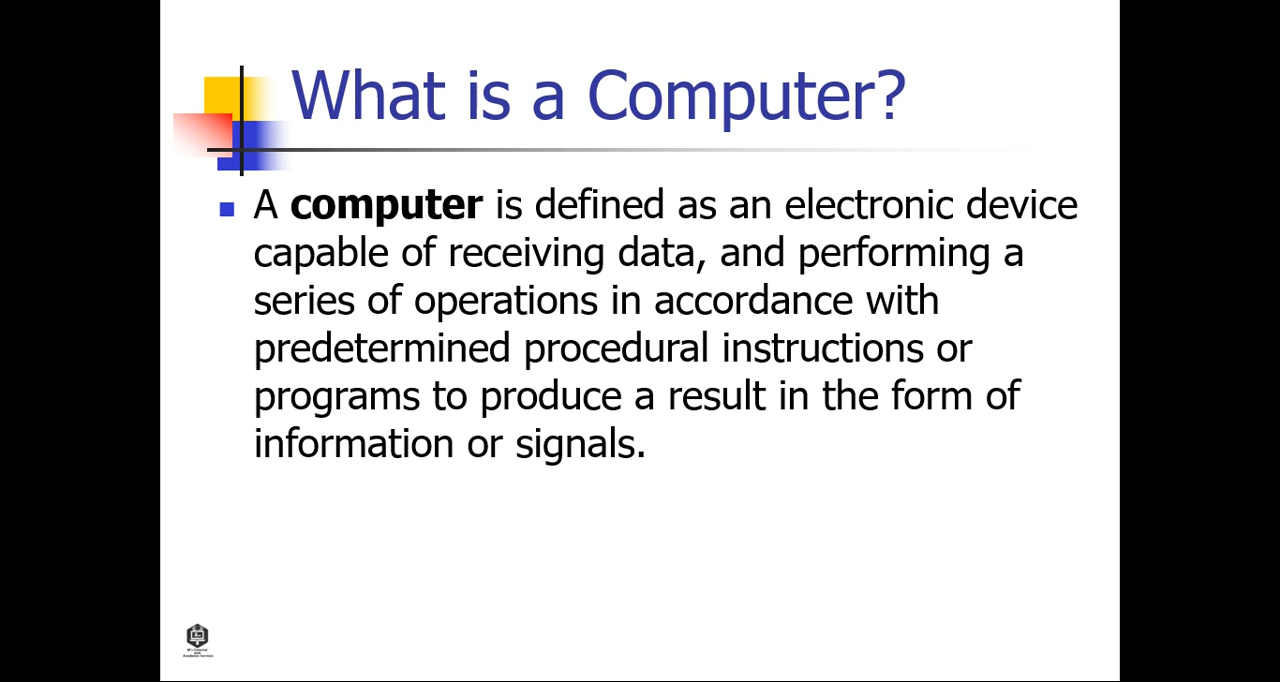 What is a Computer?
A computer is defined as an electronic device
capable of receiving data, and performing a
series of operations in accordance with
predetermined procedural instructions or
programs to produce a result in the form of
information or signals.